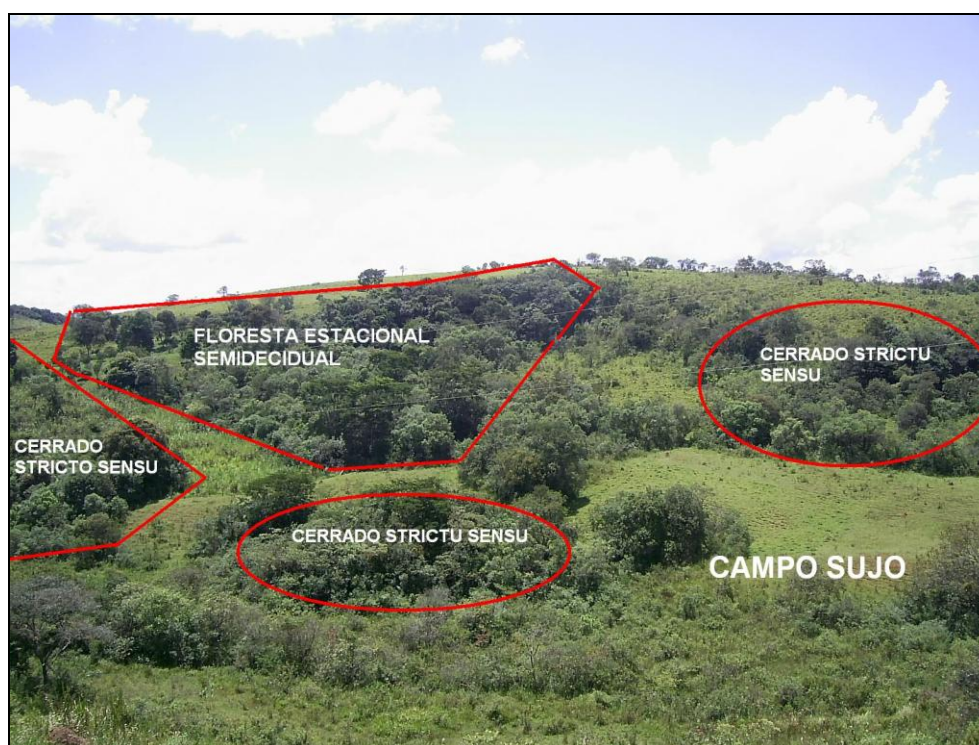 FLORESTA ESTACIONAL
SEMIDECIDUAL
CERRADO STRICTU
SENSU
CERRADO
STRICTO SENSU
CERRADO STRICTU SENSU
CAMPO SUJO